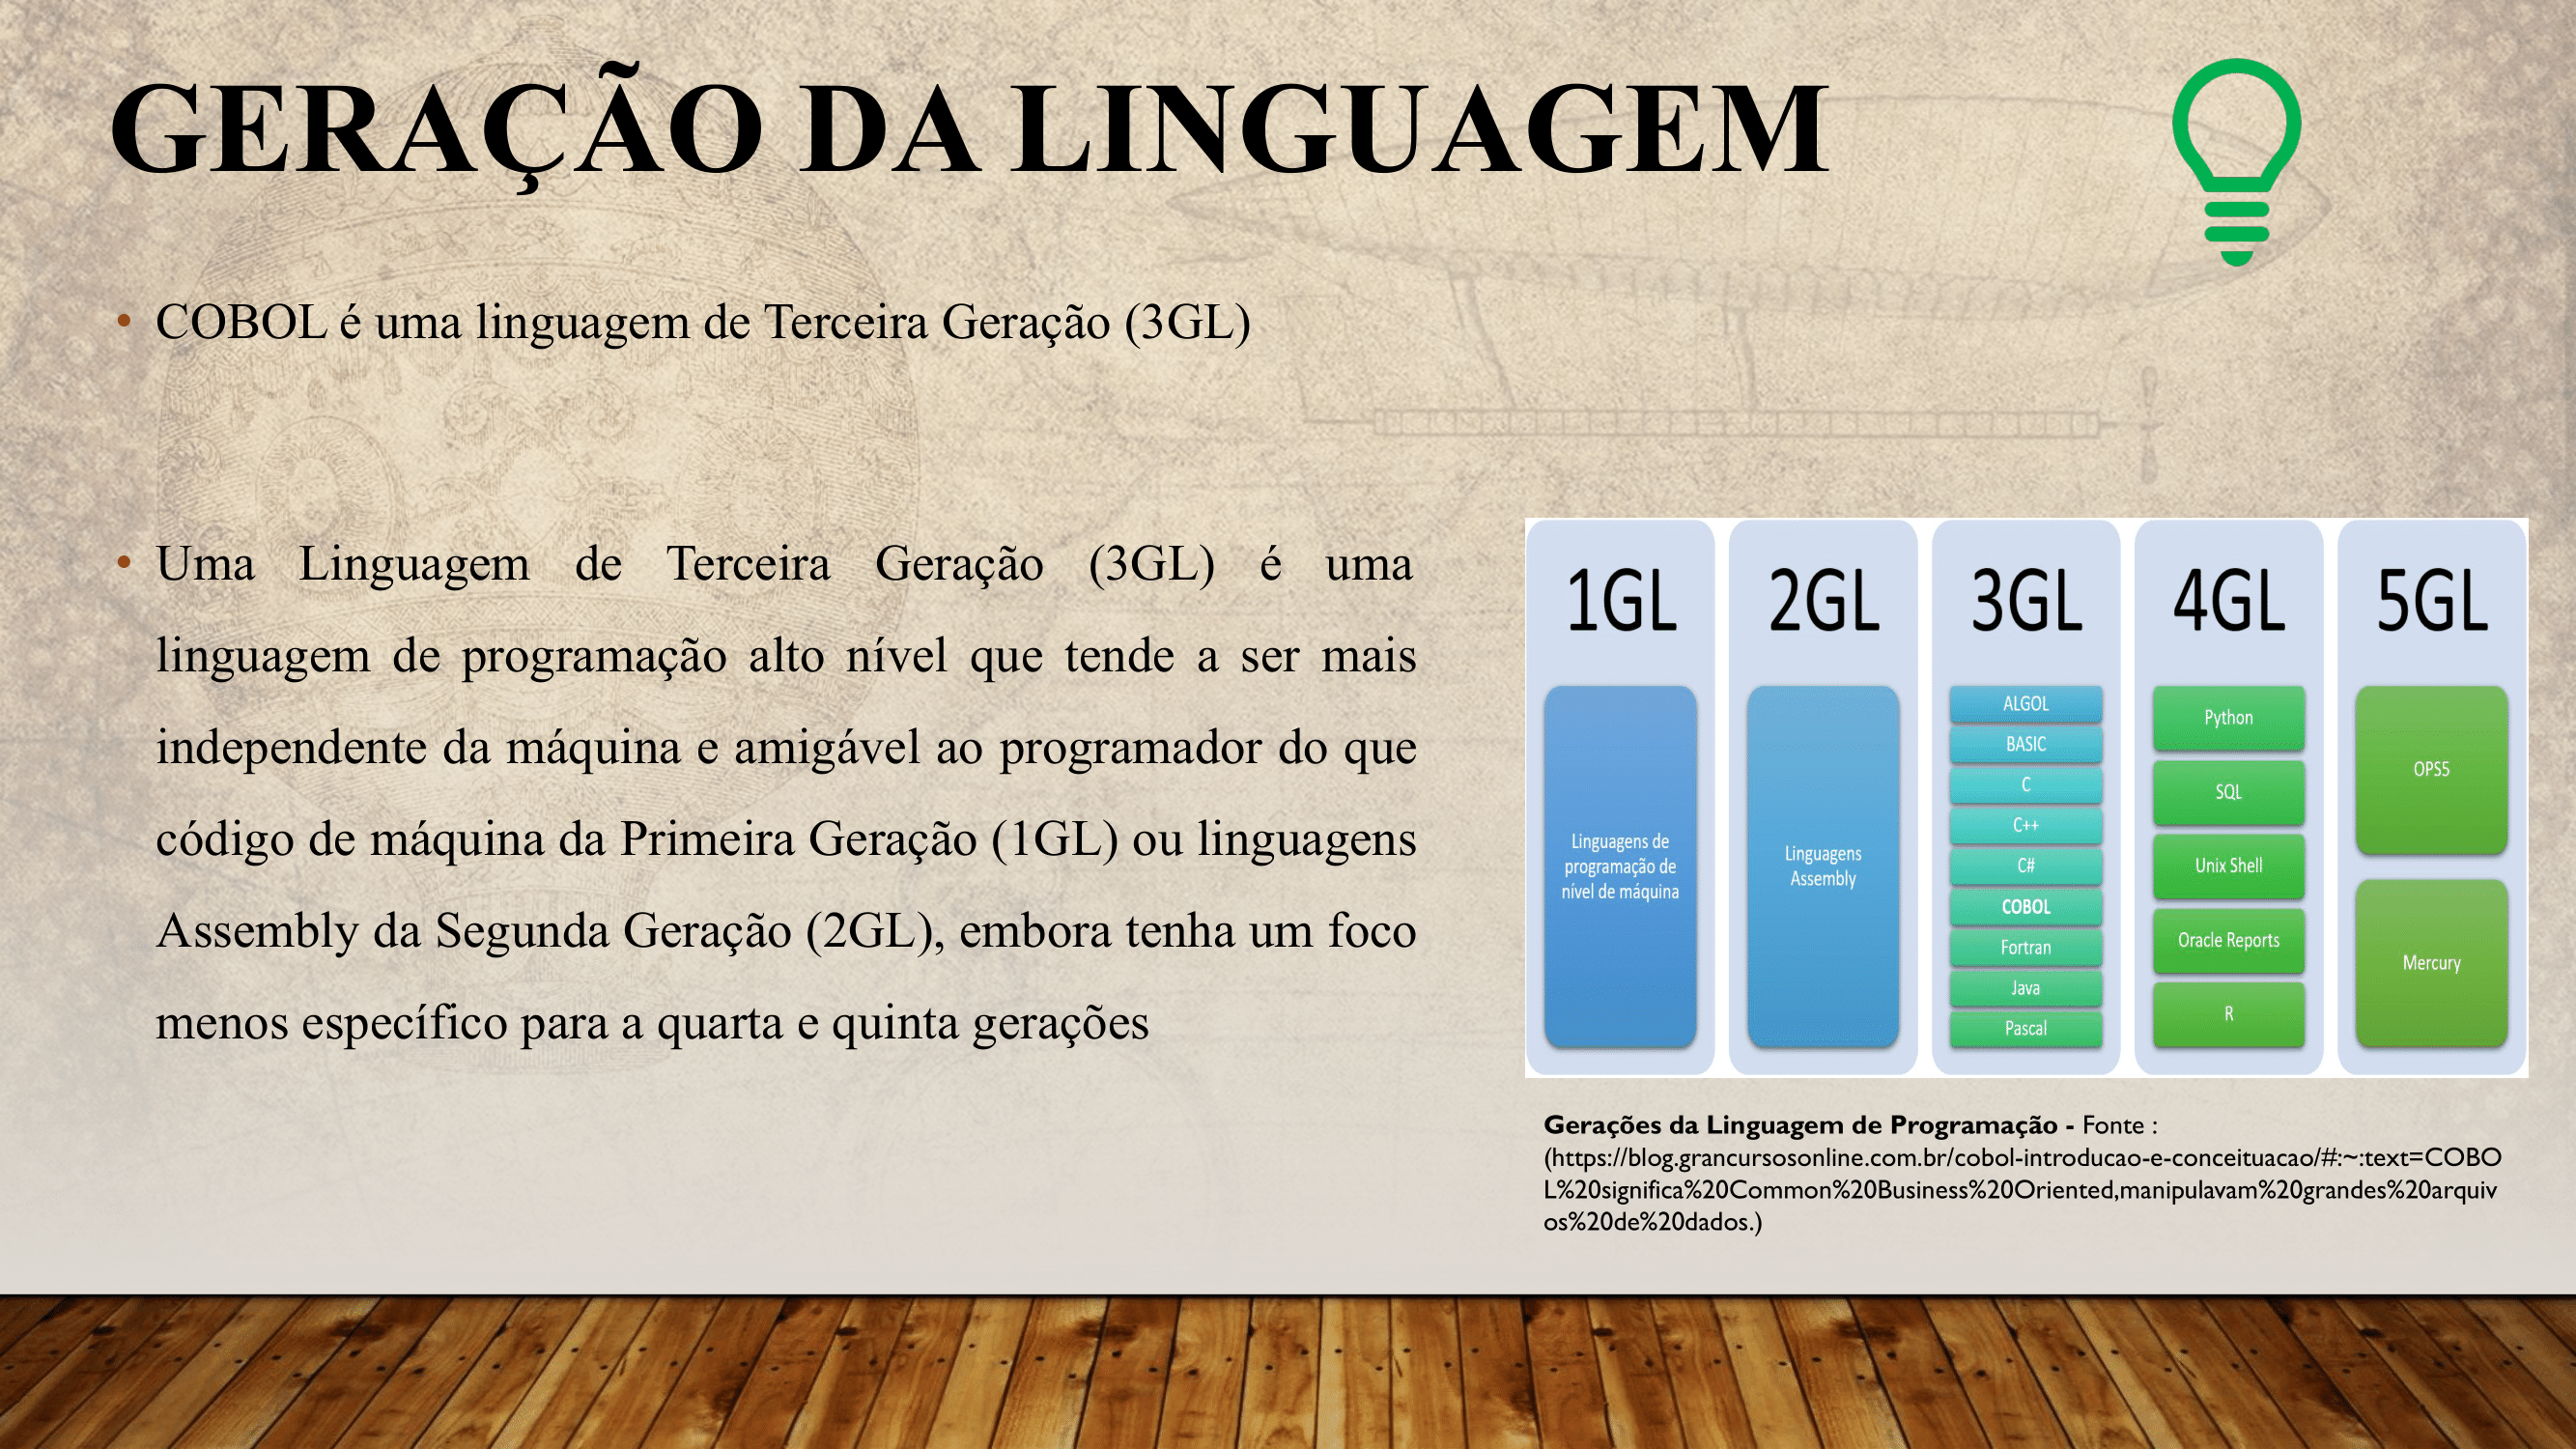 GERAÇÃO DA LINGUAGEM
• COBOL é uma linguagem de Terceira Geração (3GL)
• Uma Linguagem de Terceira Geração (3GL) é uma
linguagem de programação alto nível que tende a ser mais
independente da máquina e amigável ao programador do que
código de máquina da Primeira Geração (1GL) ou linguagens
Assembly da Segunda Geração (2GL), embora tenha um foco
menos específico para a quarta e quinta gerações
1GL
Linguagens de
programação de
nível de máquina
2GL
Linguagens
Assembly
3GL
ALGOL
BASIC
C
C++
C#
COBOL
Fortran
Java
Pascal
4GL
Python
SQL
Unix Shell
Oracle Reports
R
5GL
OPS5
Mercury
Gerações da Linguagem de Programação - Fonte :
(https://blog.grancursosonline.com.br/cobol-introducao-e-conceituacao/#:~:text=COBO
L%20significa%20Common%20Business%20Oriented,manipulavam%20grandes%20arquiv
os%20de%20dados.)